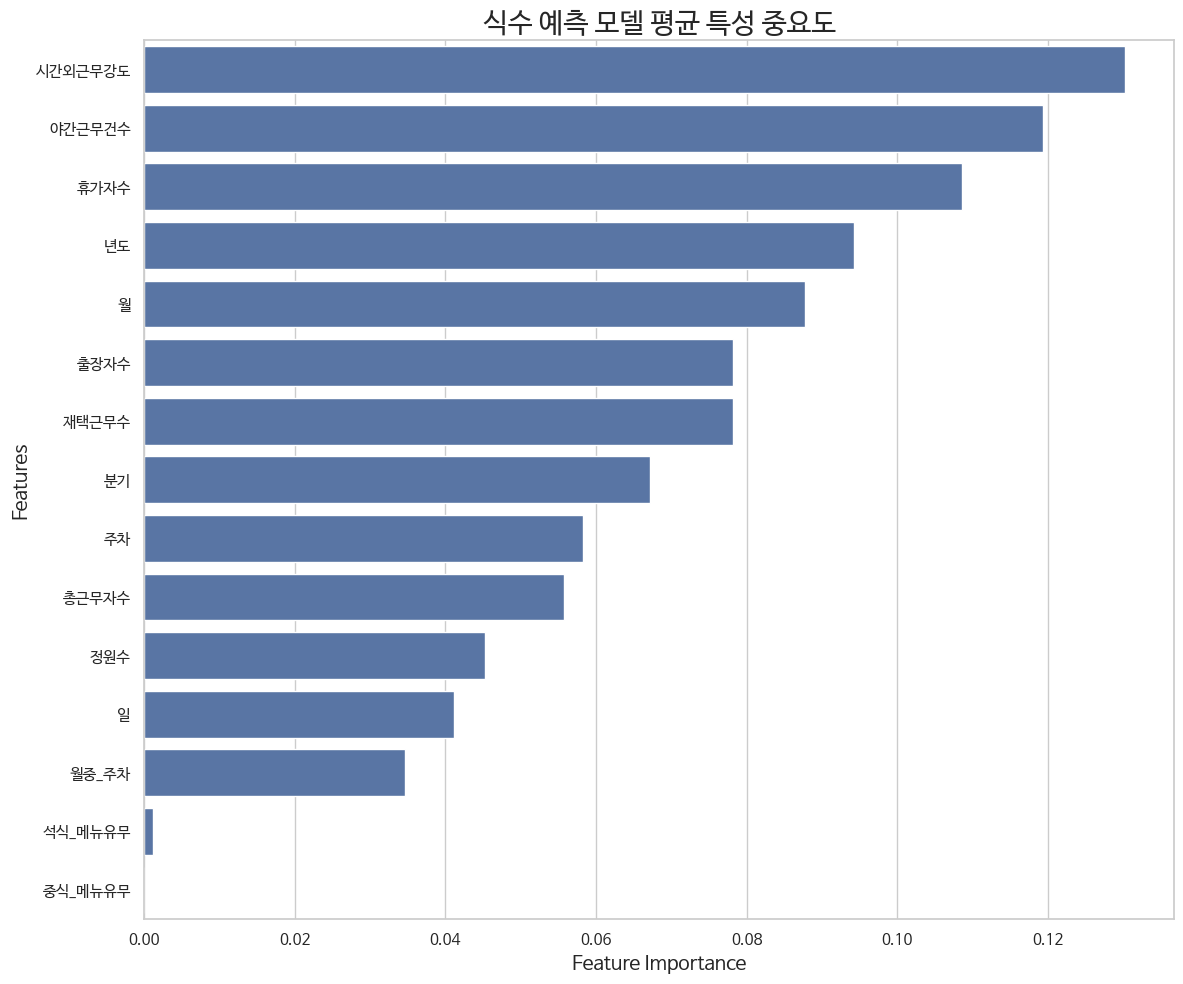 식수 예측 모델 평균 특성 중요도
시간외근무강도
야간근무건수
휴가자수
년도
월
출장자수
재택근무수
분기
주차
총근무자수
정원수
일
월중_주차
석식_메뉴유무
중식_메뉴유무
Features
0.00 0.02 0.04 0.06 0.08 0.10 0.12
Feature Importance